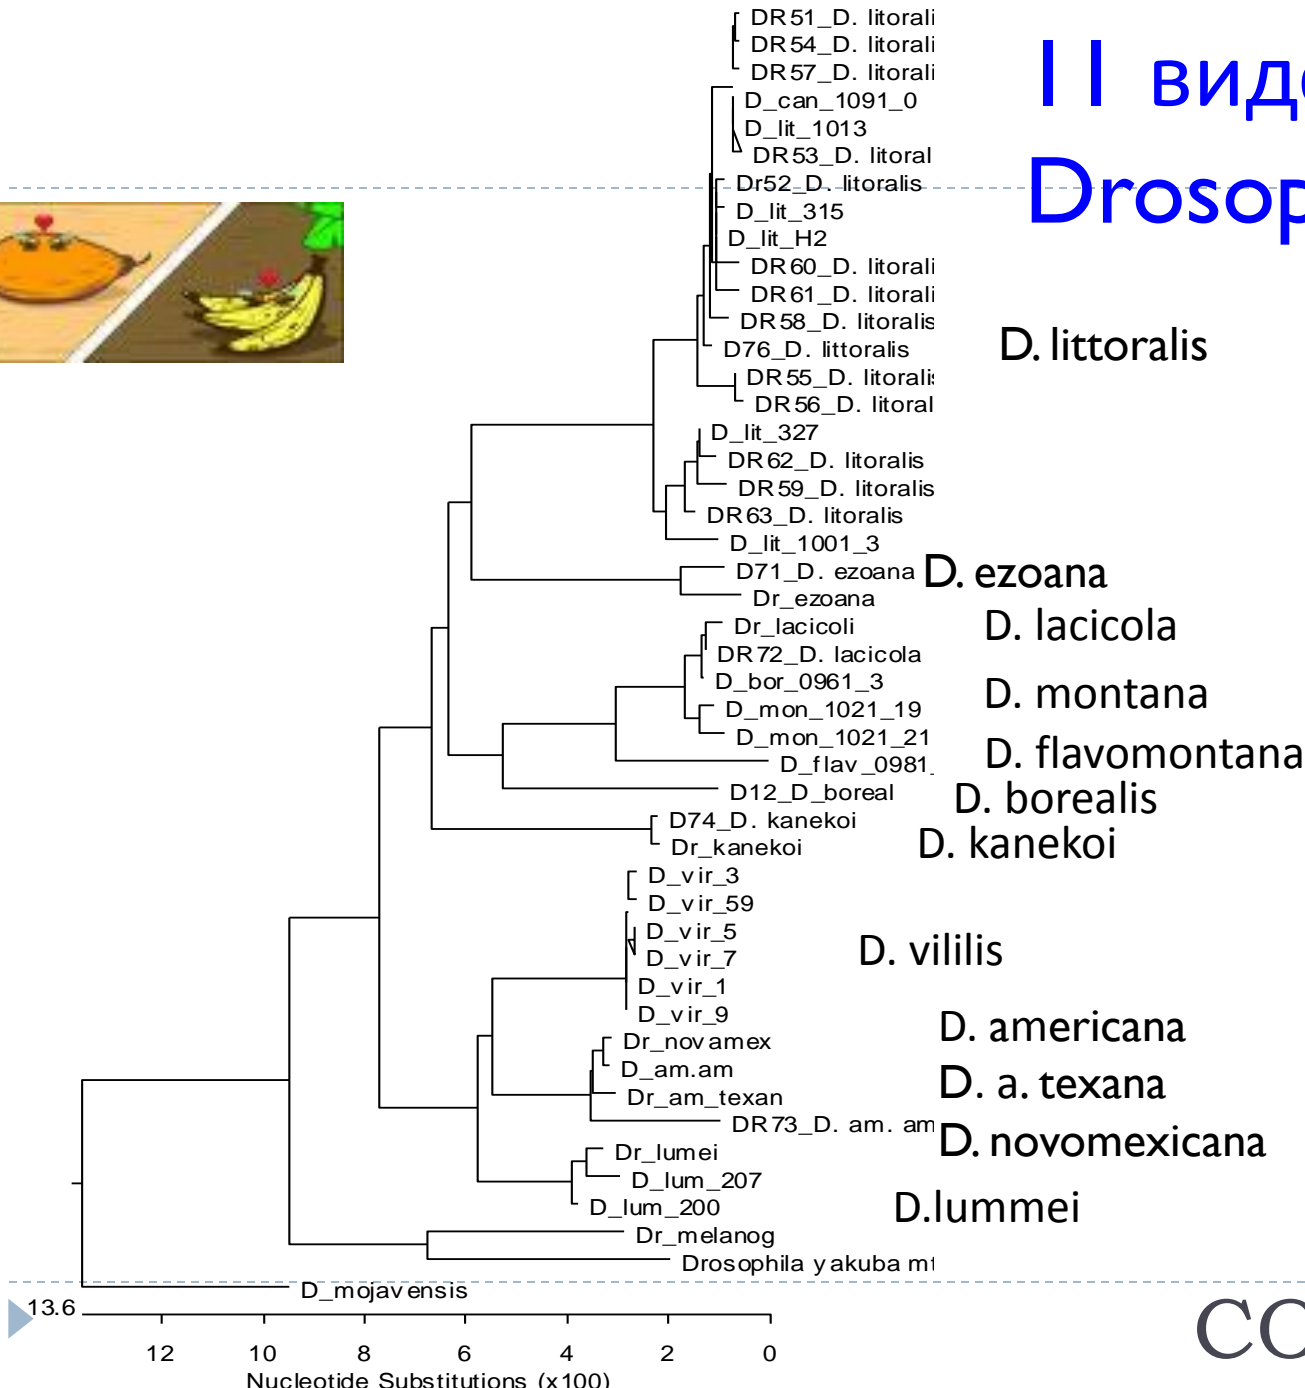 11 видо
Drosop
DR51_D. litorali
DR54_D. litorali
DR57_D. litorali
D_can_1091_0
D_lit_1013
DR53_D. litoral
Dr52_D. litoralis
D_lit_315
D_lit_H2
DR60_D. litorali
DR61_D. litorali
DR58_D. litoralis
D76_D. littoralis
DR55_D. litoralis
DR56_D. litoral
D_lit_327
DR62_D. litoralis
DR59_D. litoralis
DR63_D. litoralis
D_lit_1001_3
D71_D. ezoana
Dr_ezoana
Dr_lacicoli
DR72_D. lacicola
D_bor_0961_3
D_mon_1021_19
D_mon_1021_21
D_flav_0981_
D12_D_boreal
D74_D. kanekoi
Dr_kanekoi
D_vir_3
D_vir_59
D_vir_5
D_vir_7
D_vir_1
D_vir_9
Dr_novamex
D_am.am
Dr_am_texan
DR73_D. am. am
Dr_lumei
D_lum_207
D_lum_200
Dr_melanog
Drosophila yakuba mt
D_mojavensis
D. littoralis
D. ezoana
D. lacicola
D. montana
D. flavomontana
D. borealis
D. kanekoi
D. vililis
D. americana
D. a. texana
D. novomexicana
D.lummei
13.6
12 10 8 6 4 2 0
Nucleotide Substitutions (x100)
CO